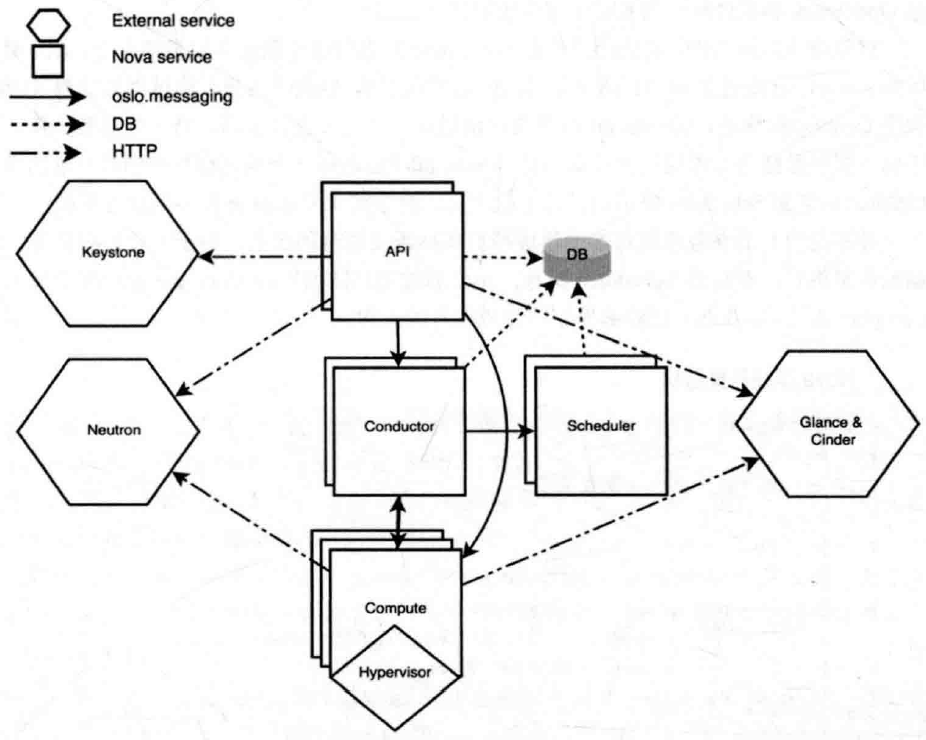 External service
Nova service
oslo.messaging
DB
HTTP
Keystone
API
DB
Neutron
Conductor
Scheduler
Glance &
Cinder
Compute
Hypervisor